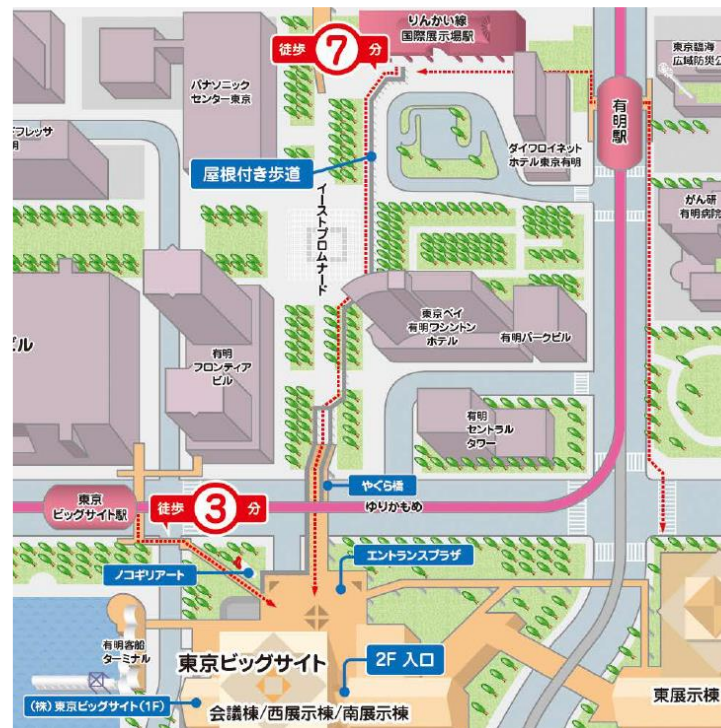 りんかい線
国際展示場駅
徒歩 7 分
パナソニック
センター東京
東京臨海
広域防災公
有明駅
ダイワロイネット
ホテル東京有明
屋根付き歩道
イーストプロムナード
がん研
有明病院
東京ベイ
有明ワシントン
ホテル
有明パークビル
有明
フロンティア
ビル
ビル
有明
セントラル
タワー
やぐら橋
ゆりかもめ
東京
ビッグサイト駅
徒歩 3 分
エントランスプラザ
ノコギリアート
有明客船
ターミナル
東京ビッグサイト
2F 入口
(株)東京ビッグサイト(1F)
会議棟/西展示棟/南展示棟
東展示棟